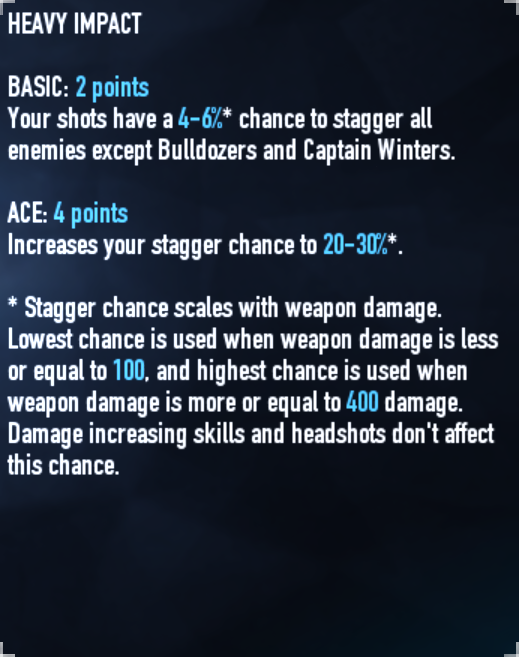 HEAVY IMPACT
BASIC: 2 points
Your shots have a 4-6%* chance to stagger all
enemies except Bulldozers and Captain Winters.
ACE: 4 points
Increases your stagger chance to 20-30%*.
* Stagger chance scales with weapon damage.
Lowest chance is used when weapon damage is less
or equal to 100, and highest chance is used when
weapon damage is more or equal to 400 damage.
Damage increasing skills and headshots don't affect
this chance.